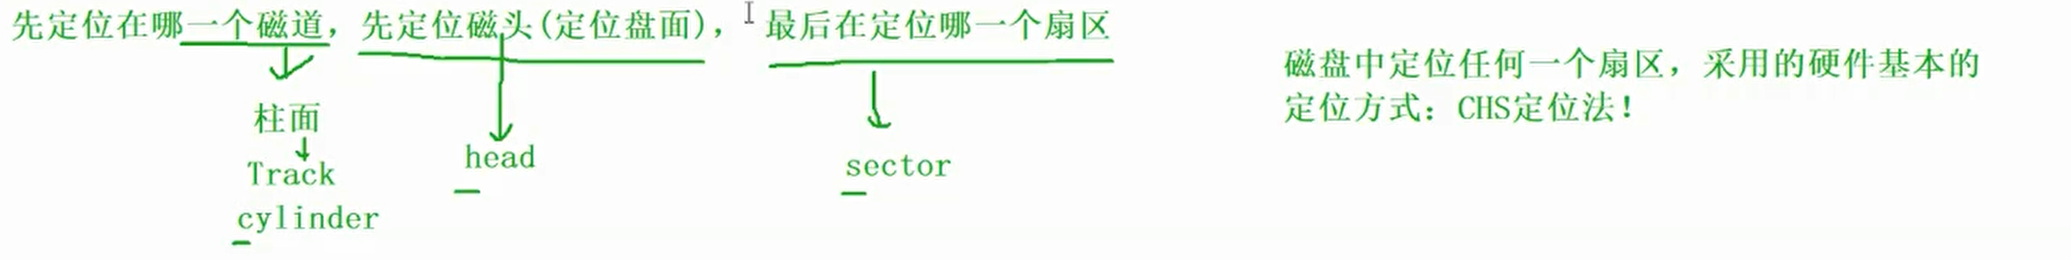 先定位在哪一个磁道，先定位磁头(定位盘面)，最后在定位哪一个扇区
柱面
Track
cylinder
head
sector
磁盘中定位任何一个扇区，采用的硬件基本的
定位方式：CHS定位法！